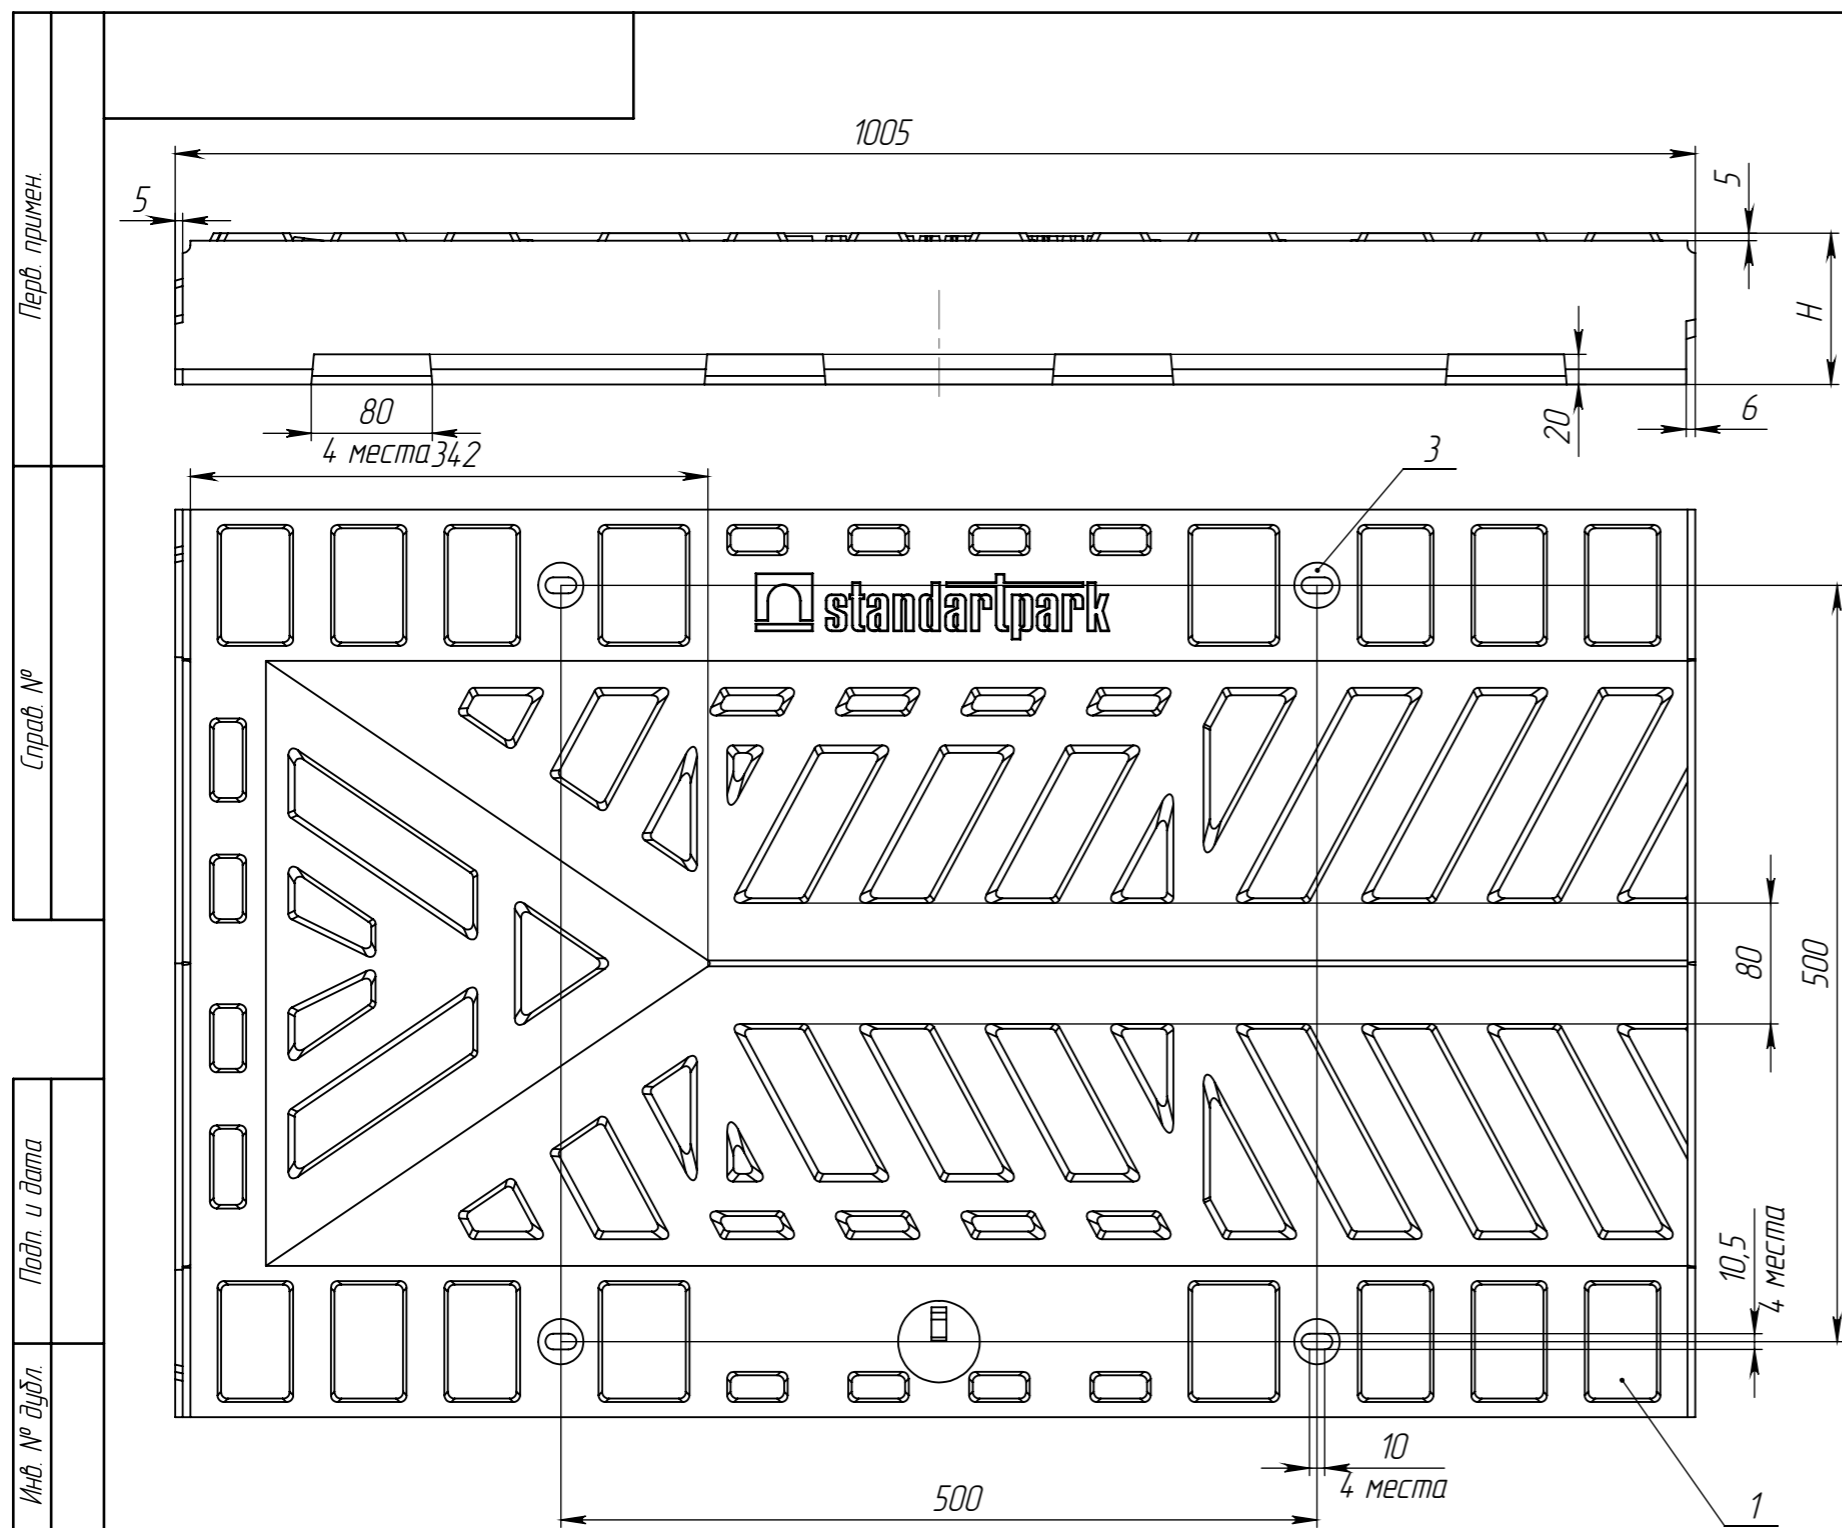 1005
5
5
Перв. примен.
H
80
4 места
20
6
342
3
standartpark
Справ. №
80
500
Подп. и дата
10,5
4 места
Инв. № дубл.
10
4 места
500
1